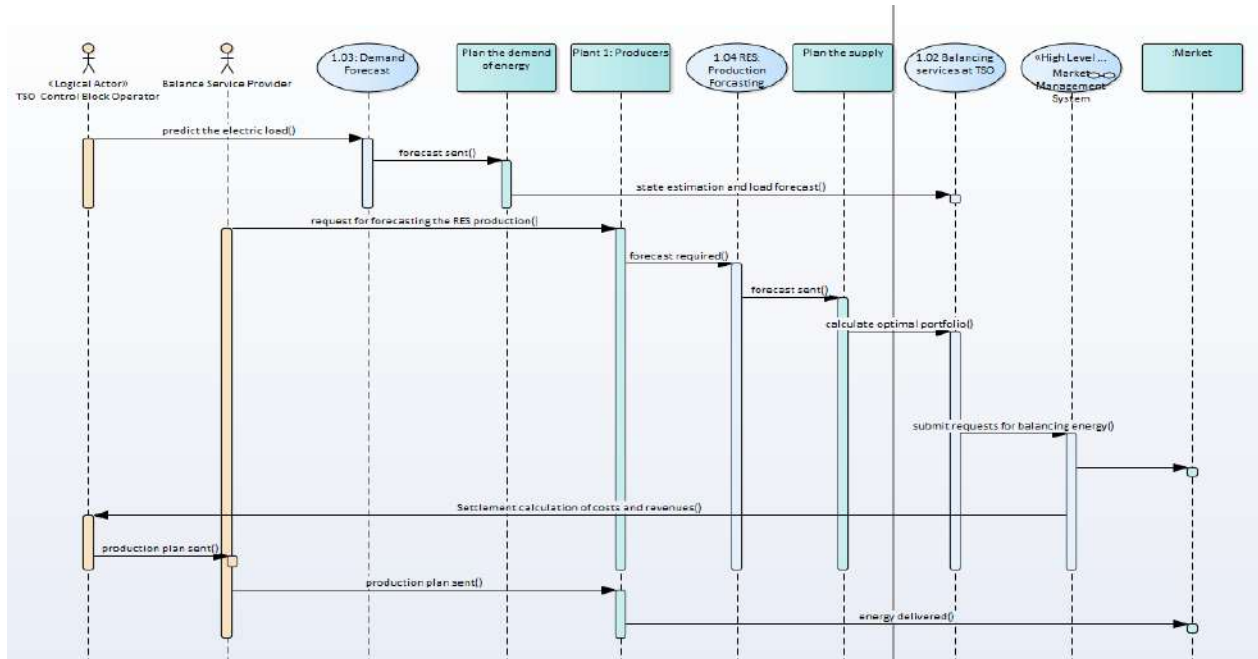 «Logical Actor»
TSO Control Block Operator
Balance Service Provider
1.03: Demand
Forecast
Plan the demand
of energy
Plant 1: Producers
1.04 RES:
Production
Forcasting
Plan the supply
1.02 Balancing
services at TSO
«High Level ...
Market
Management
System
:Market
predict the electric load()
forecast sent()
state estimation and load forecast()
request for forecasting the RES production()
forecast required()
forecast sent()
calculate optimal portfolio()
submit requests for balancing energy()
Settlement calculation of costs and revenues()
production plan sent()
production plan sent()
energy delivered()